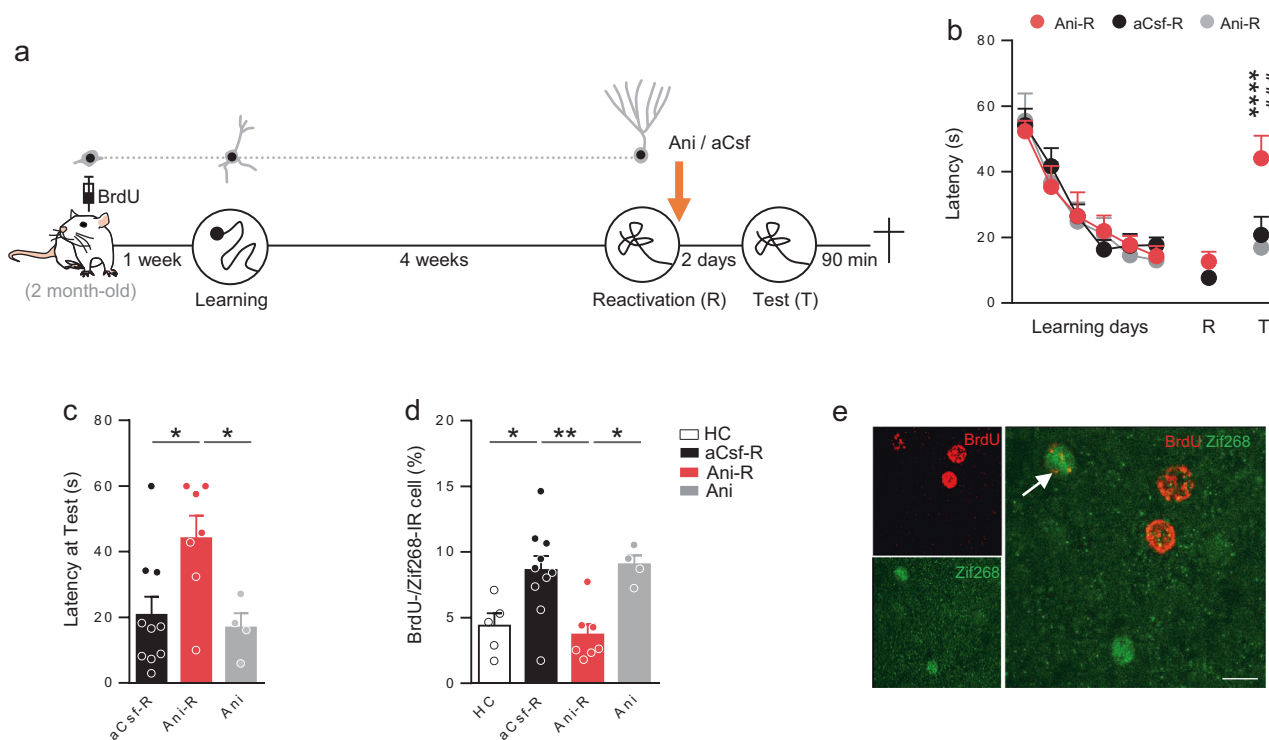 a
BrdU
(2 month-old)
1 week
Learning
4 weeks
Ani / aCsf
Reactivation (R)
2 days
Test (T)
90 min
b
Ani-R aCsf-R Ani-R
80
60
40
20
0
Latency (s)
Learning days R T
****
c
80
60
40
20
0
Latency at Test (s)
* *
aCsf-R Ani-R Ani
d
20
15
10
5
0
BrdU-/Zif268-IR cell (%)
* ** *
HC aCsf-R Ani-R Ani
HC
aCsf-R
Ani-R
Ani
e
BrdU
Zif268
BrdU Zif268